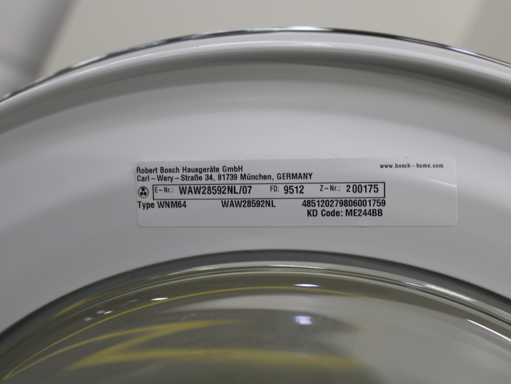 Robert Bosch Hausgeräte GmbH
www.bosch-home.com
Carl-Wery-Straße 34, 81739 München, GERMANY
E-Nr.: WAW28592NL/07 FD: 9512 Z-Nr.: 200175
Type WNM64 WAW28592NL 485120279806001759
KD Code: ME244BB